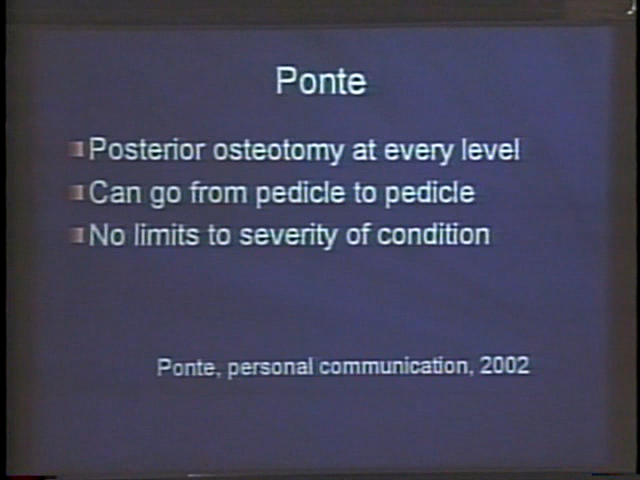 Ponte
Posterior osteotomy at every level
Can go from pedicle to pedicle
No limits to severity of condition
Ponte, personal communication, 2002